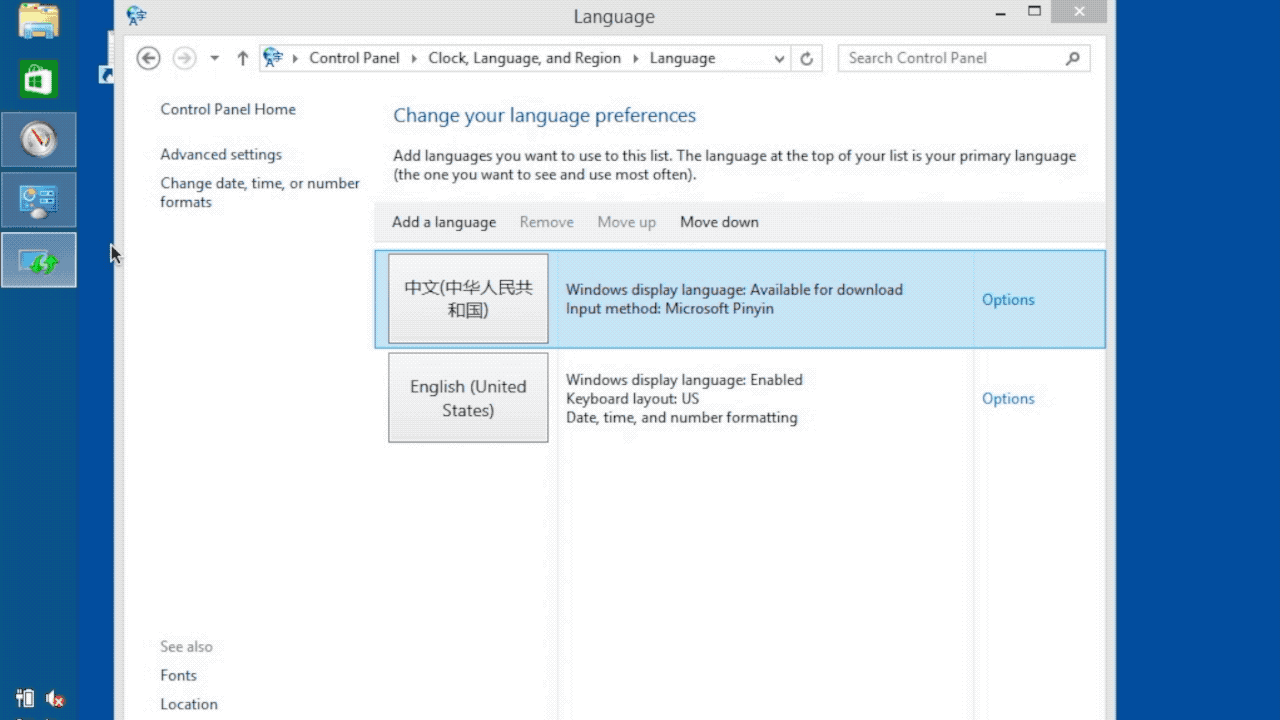 Language
Control Panel
Clock, Language, and Region
Language
Search Control Panel
Control Panel Home
Advanced settings
Change date, time, or number
formats
See also
Fonts
Location
Change your language preferences
Add languages you want to use to this list. The language at the top of your list is your primary language
(the one you want to see and use most often).
Add a language
Remove
Move up
Move down
中文(中华人民共
和国)
Windows display language: Available for download
Input method: Microsoft Pinyin
Options
English (United
States)
Windows display language: Enabled
Keyboard layout: US
Date, time, and number formatting
Options